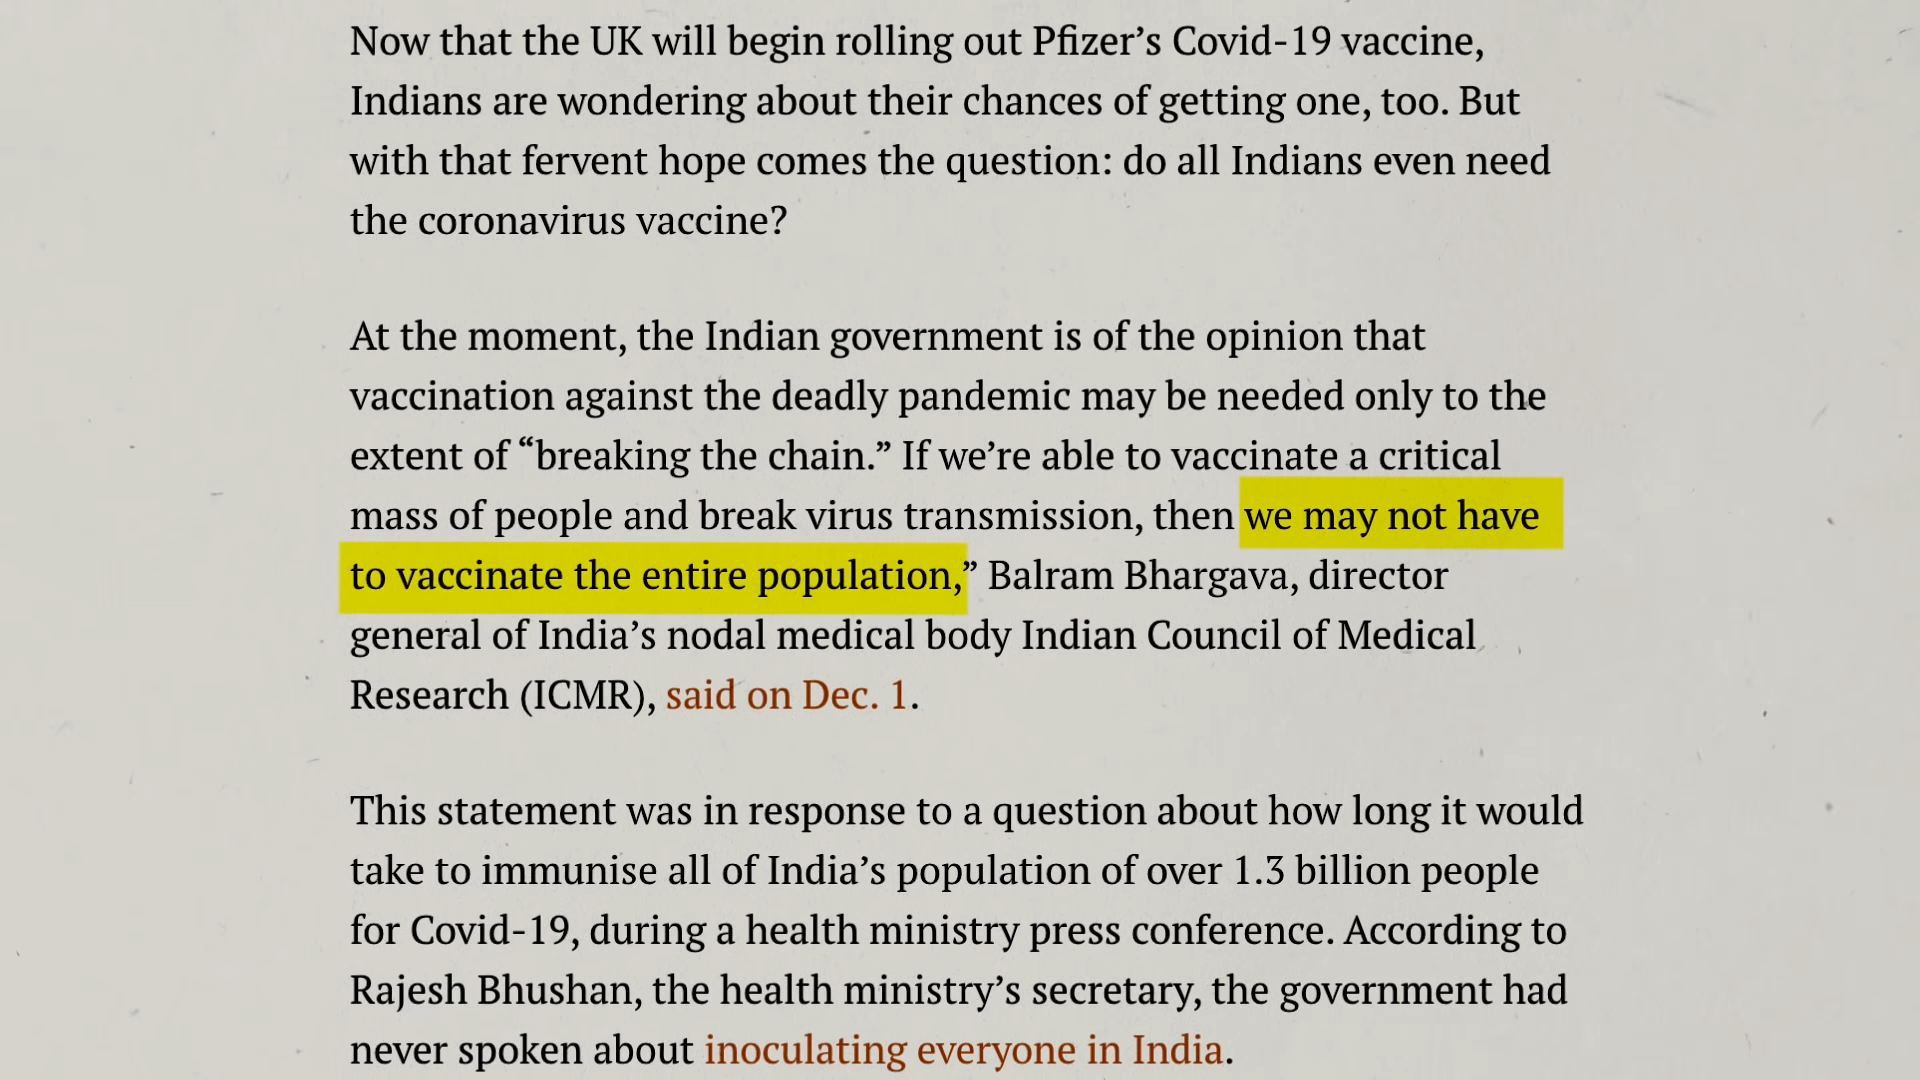 Now that the UK will begin rolling out Pfizer’s Covid-19 vaccine,
Indians are wondering about their chances of getting one, too. But
with that fervent hope comes the question: do all Indians even need
the coronavirus vaccine?
At the moment, the Indian government is of the opinion that
vaccination against the deadly pandemic may be needed only to the
extent of “breaking the chain.” If we’re able to vaccinate a critical
mass of people and break virus transmission, then we may not have
to vaccinate the entire population,” Balram Bhargava, director
general of India’s nodal medical body Indian Council of Medical
Research (ICMR), said on Dec. 1.
This statement was in response to a question about how long it would
take to immunise all of India’s population of over 1.3 billion people
for Covid-19, during a health ministry press conference. According to
Rajesh Bhushan, the health ministry’s secretary, the government had
never spoken about inoculating everyone in India.